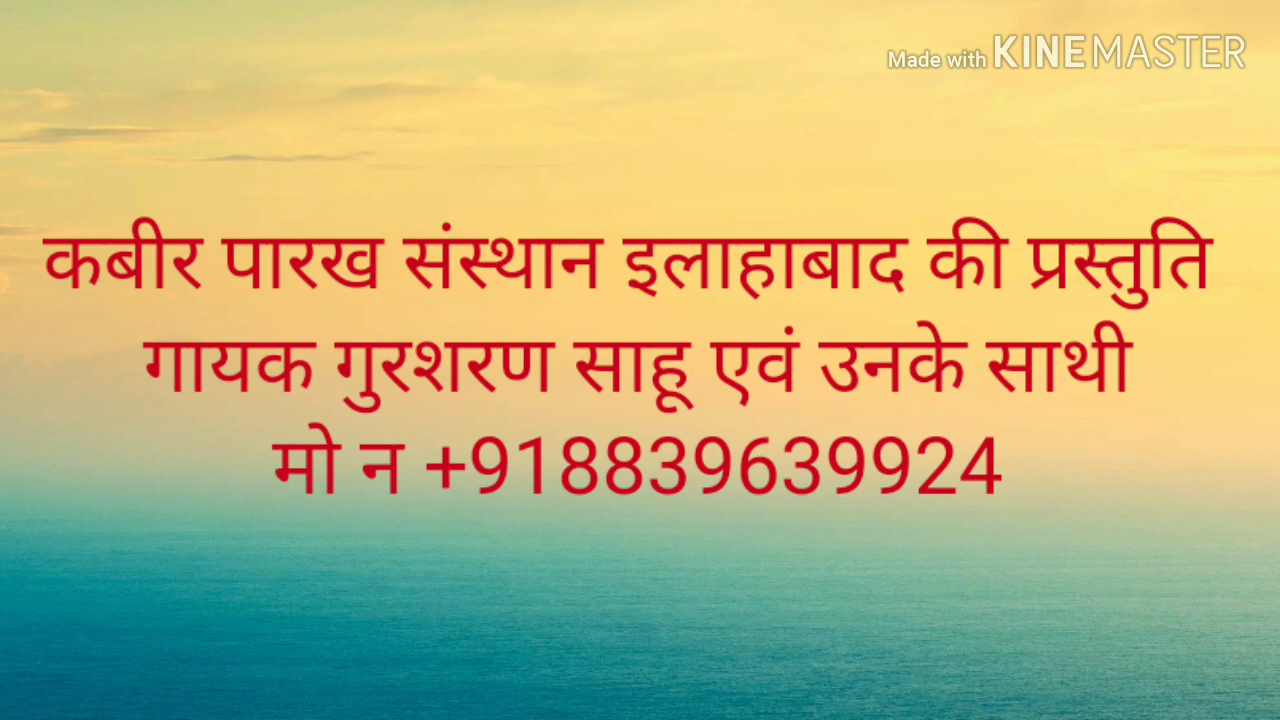 Made with KINEMASTER
कबीर पारख संस्थान इलाहाबाद की प्रस्तुति
गायक गुरशरण साहू एवं उनके साथी
मो न +918839639924